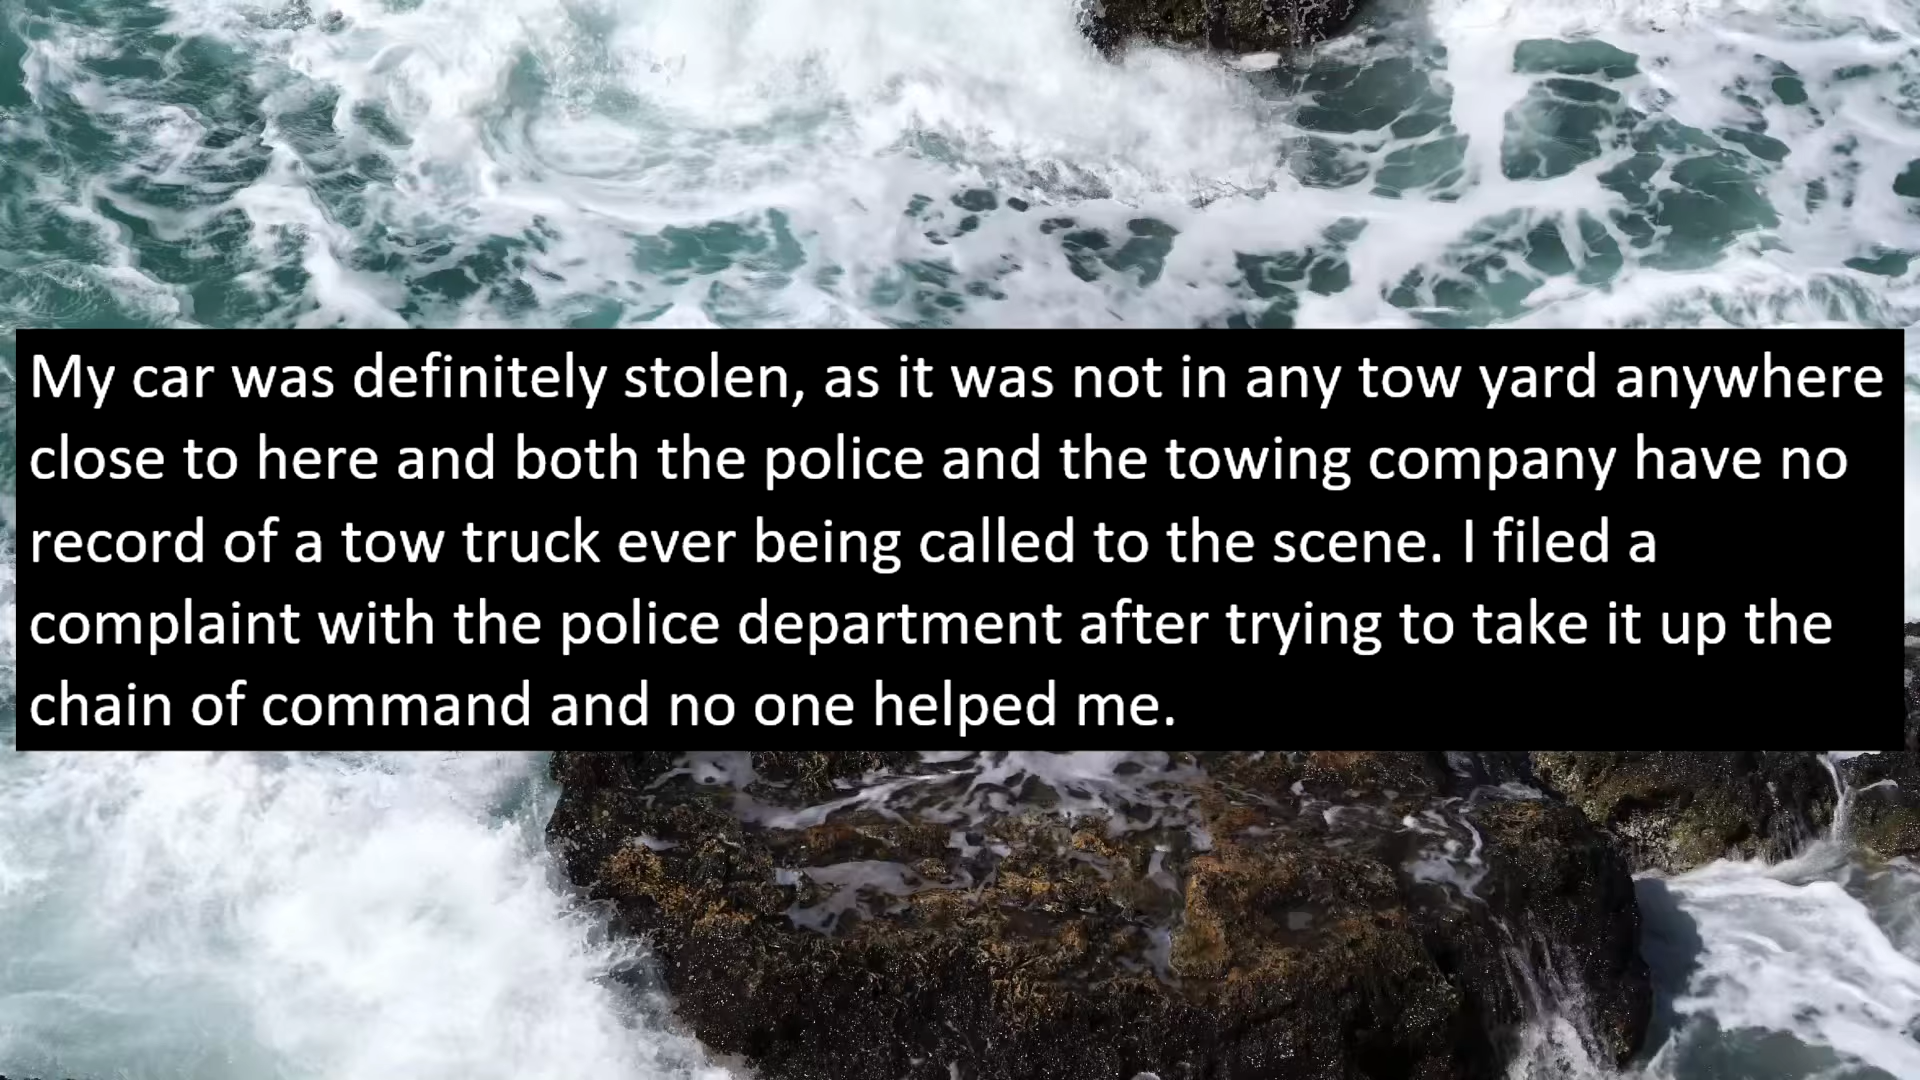 My car was definitely stolen, as it was not in any tow yard anywhere
close to here and both the police and the towing company have no
record of a tow truck ever being called to the scene. I filed a
complaint with the police department after trying to take it up the
chain of command and no one helped me.